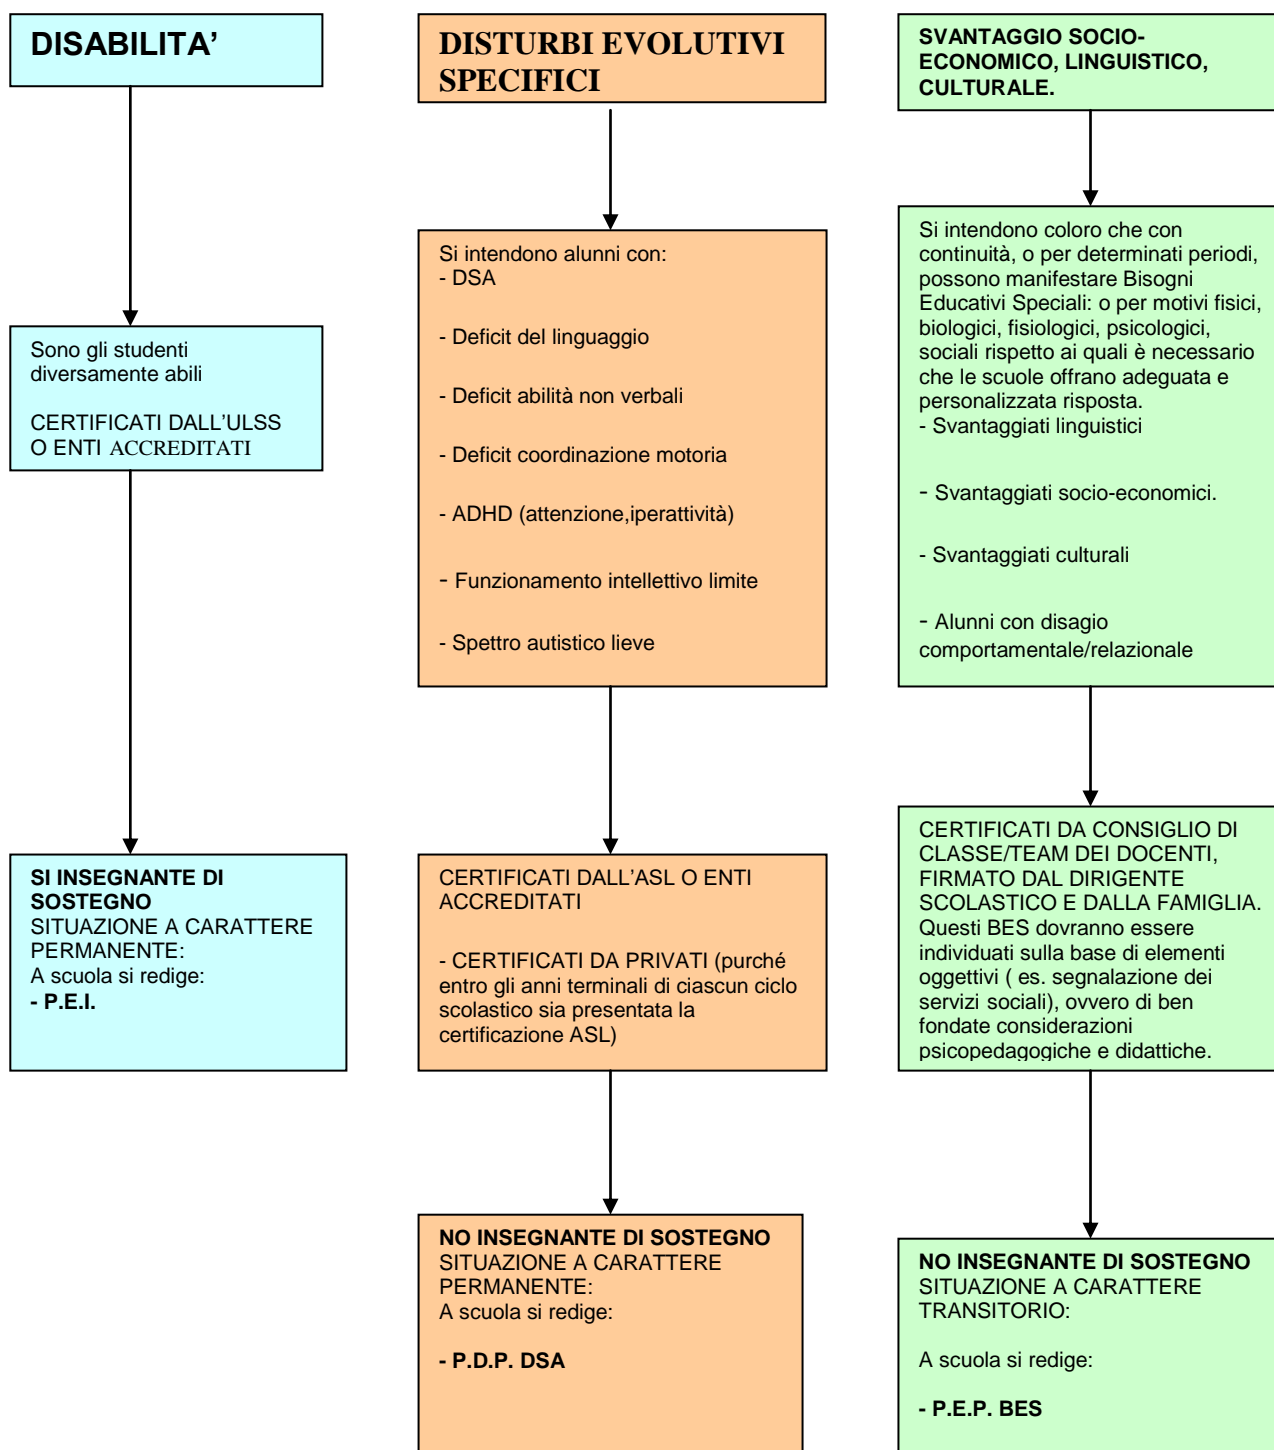 DISABILITA’
Sono gli studenti
diversamente abili
CERTIFICATI DALL’ULSS
O ENTI ACCREDITATI
SI INSEGNANTE DI
SOSTEGNO
SITUAZIONE A CARATTERE
PERMANENTE:
A scuola si redige:
- P.E.I.
DISTURBI EVOLUTIVI
SPECIFICI
Si intendono alunni con:
- DSA
- Deficit del linguaggio
- Deficit abilità non verbali
- Deficit coordinazione motoria
- ADHD (attenzione,iperattività)
- Funzionamento intellettivo limite
- Spettro autistico lieve
CERTIFICATI DALL’ASL O ENTI
ACCREDITATI
- CERTIFICATI DA PRIVATI (purché
entro gli anni terminali di ciascun ciclo
scolastico sia presentata la
certificazione ASL)
NO INSEGNANTE DI SOSTEGNO
SITUAZIONE A CARATTERE
PERMANENTE:
A scuola si redige:
- P.D.P. DSA
SVANTAGGIO SOCIO-
ECONOMICO, LINGUISTICO,
CULTURALE.
Si intendono coloro che con
continuità, o per determinati periodi,
possono manifestare Bisogni
Educativi Speciali: o per motivi fisici,
biologici, fisiologici, psicologici,
sociali rispetto ai quali è necessario
che le scuole offrano adeguata e
personalizzata risposta.
- Svantaggiati linguistici
- Svantaggiati socio-economici.
- Svantaggiati culturali
- Alunni con disagio
comportamentale/relazionale
CERTIFICATI DA CONSIGLIO DI
CLASSE/TEAM DEI DOCENTI,
FIRMATO DAL DIRIGENTE
SCOLASTICO E DALLA FAMIGLIA.
Questi BES dovranno essere
individuati sulla base di elementi
oggettivi ( es. segnalazione dei
servizi sociali), ovvero di ben
fondate considerazioni
psicopedagogiche e didattiche.
NO INSEGNANTE DI SOSTEGNO
SITUAZIONE A CARATTERE
TRANSITORIO:
A scuola si redige:
- P.E.P. BES